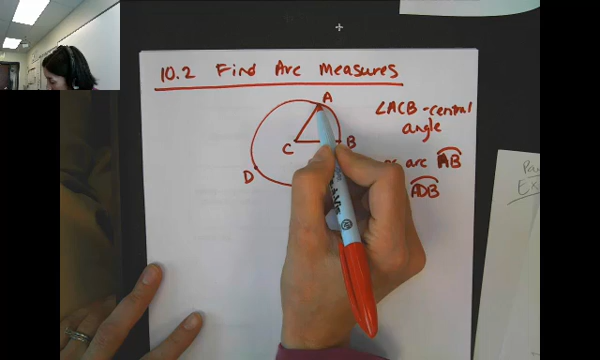 10.2 Find Arc Measures
A
∠ACB - central
angle
C
B
arc AB
D
ADB